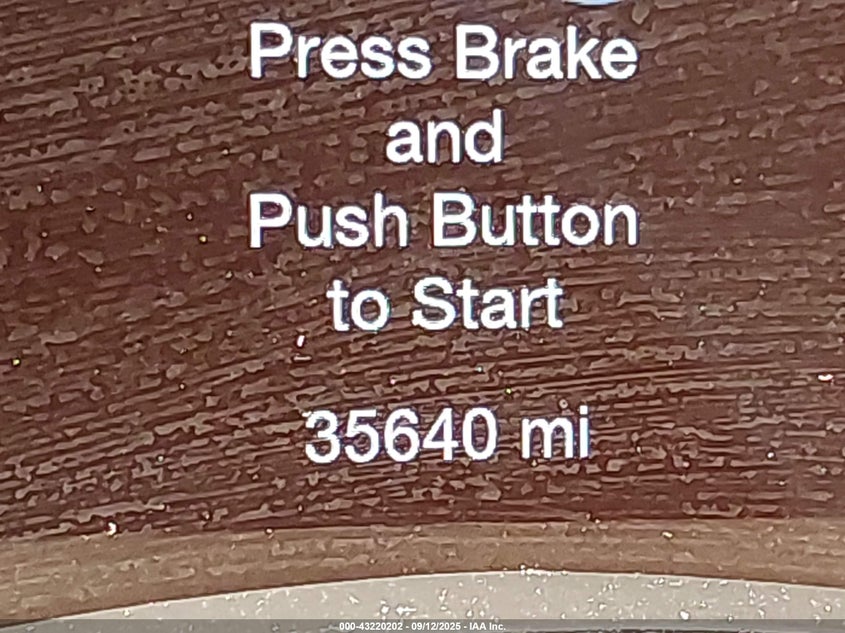 Press Brake
and
Push Button
to Start
35640 mi
000-43220202 - 09/12/2025 - IAA Inc.